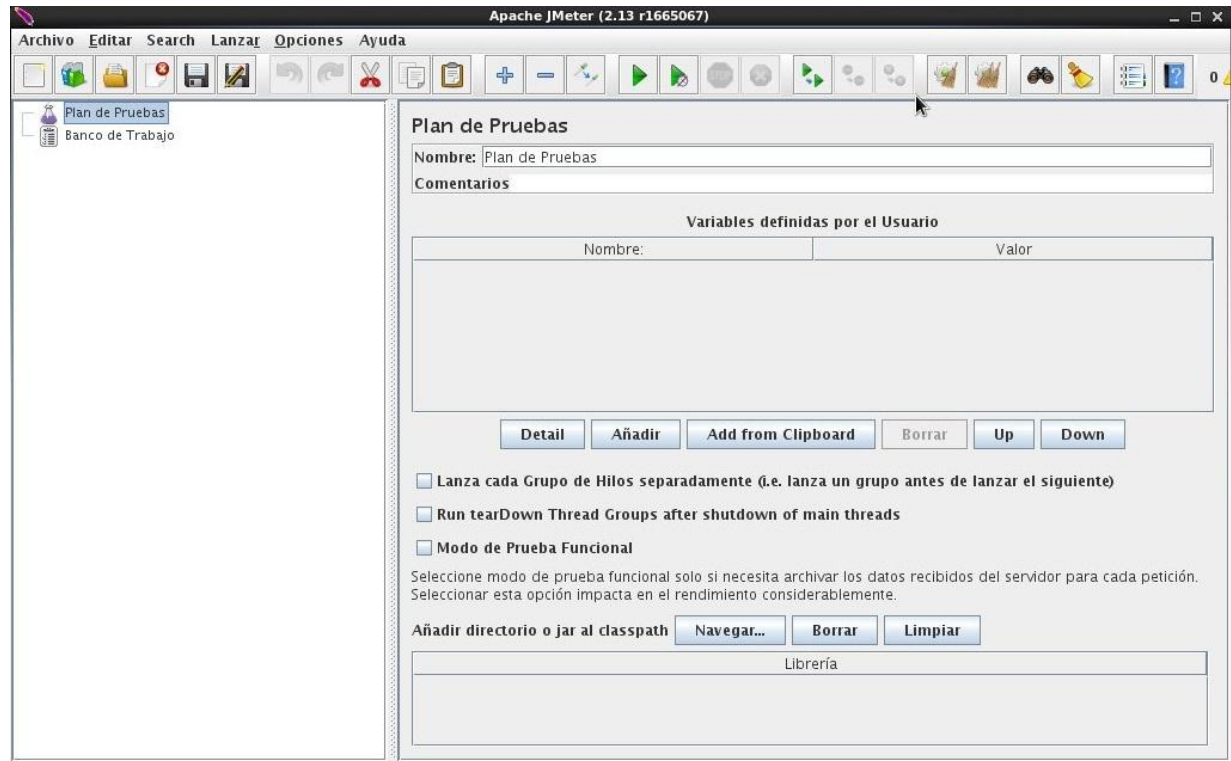 Apache JMeter (2.13 r1665067)
Archivo Editar Search Lanzar Opciones Ayuda
STOP
0
Plan de Pruebas
Banco de Trabajo
Plan de Pruebas
Nombre: Plan de Pruebas
Comentarios
Variables definidas por el Usuario
Nombre: Valor
Detail Añadir Add from Clipboard Borrar Up Down
Lanza cada Grupo de Hilos separadamente (i.e. lanza un grupo antes de lanzar el siguiente)
Run tearDown Thread Groups after shutdown of main threads
Modo de Prueba Funcional
Seleccione modo de prueba funcional solo si necesita archivar los datos recibidos del servidor para cada petición.
Seleccionar esta opción impacta en el rendimiento considerablemente.
Añadir directorio o jar al classpath Navegar... Borrar Limpiar
Librería